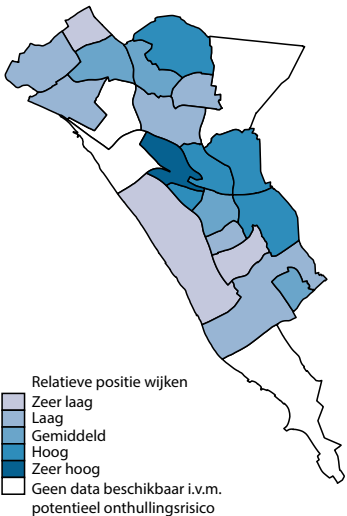 Relatieve positie wijken
Zeer laag
Laag
Gemiddeld
Hoog
Zeer hoog
Geen data beschikbaar i.v.m.
potentieel onthullingsrisico